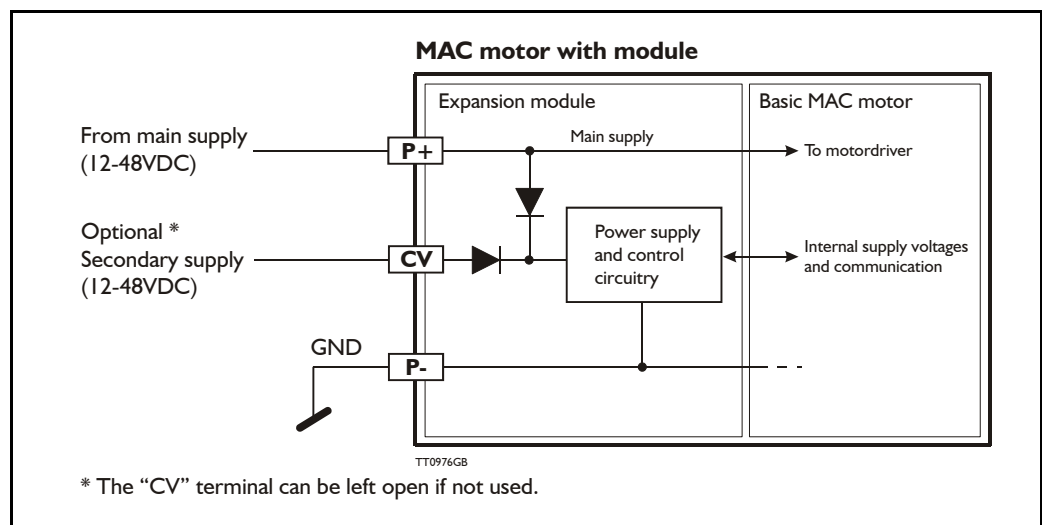 MAC motor with module
Expansion module
Basic MAC motor
From main supply
(12-48VDC)
P+
Main supply
To motordriver
Optional *
Secondary supply
(12-48VDC)
CV
Power supply
and control
circuitry
Internal supply voltages
and communication
GND
P-
TT0976GB
* The “CV” terminal can be left open if not used.